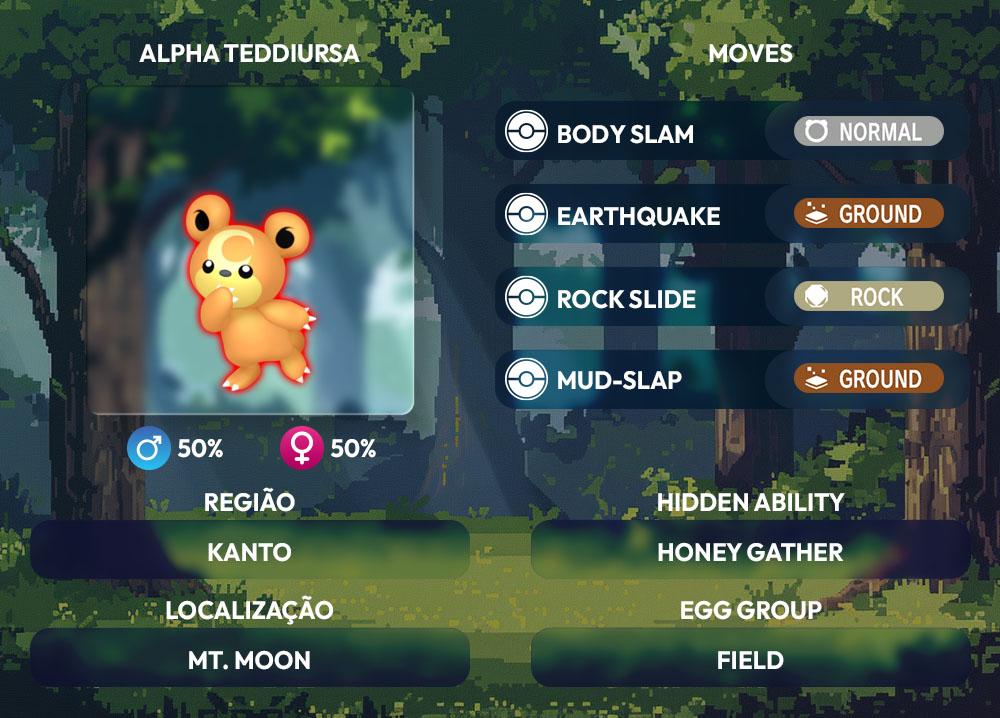 ALPHA TEDDIURSA
♂ 50% ♀ 50%
REGIÃO
KANTO
LOCALIZAÇÃO
MT. MOON
MOVES
BODY SLAM NORMAL
EARTHQUAKE GROUND
ROCK SLIDE ROCK
MUD-SLAP GROUND
HIDDEN ABILITY
HONEY GATHER
EGG GROUP
FIELD